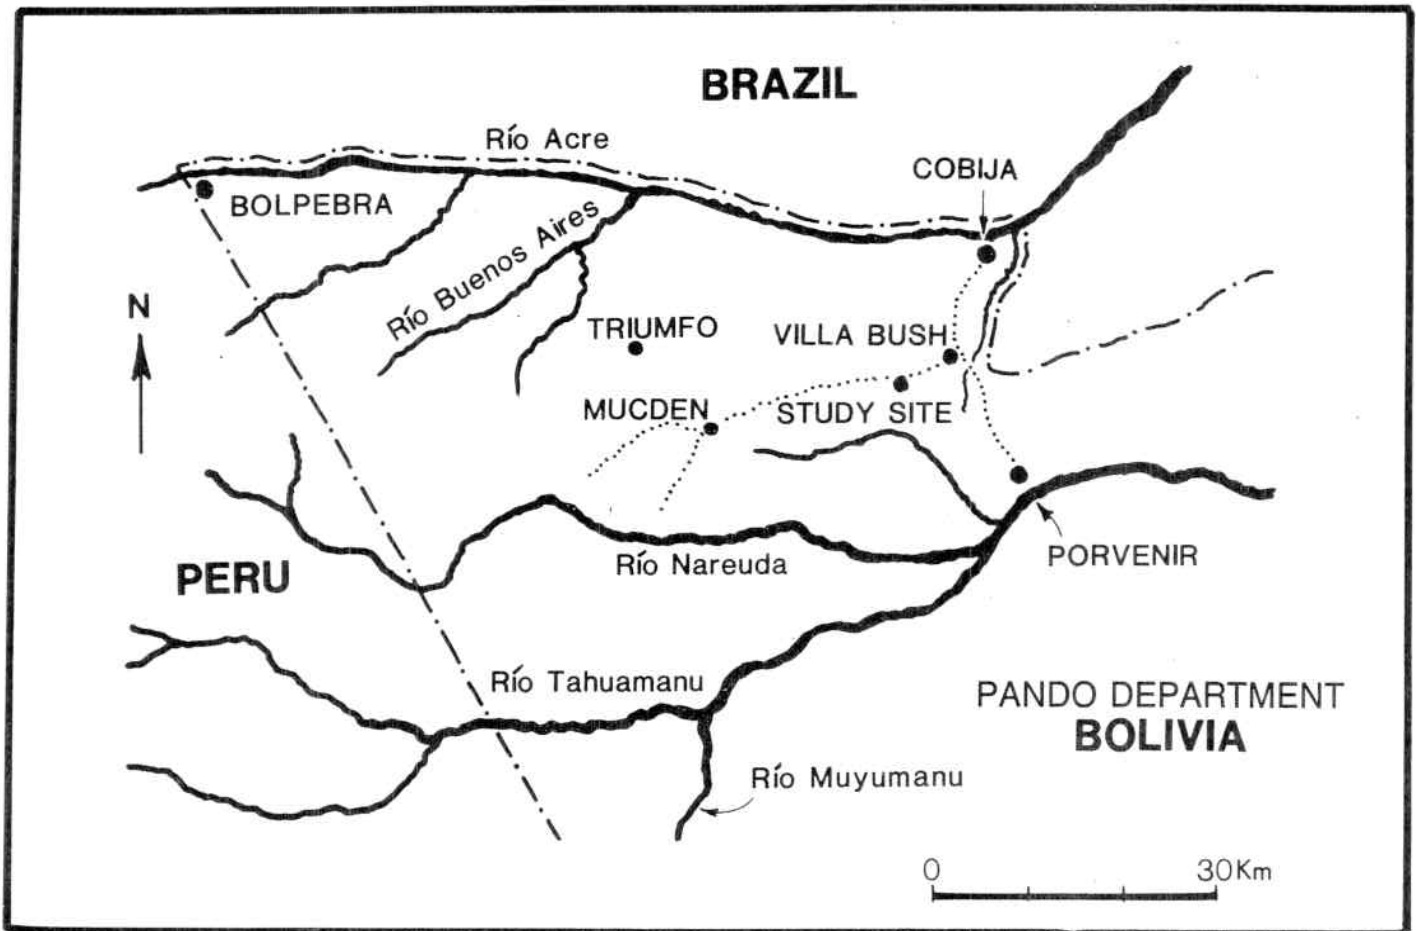 BRAZIL
Río Acre
COBIJA
BOLPEBRA
Río Buenos Aires
N
TRIUMFO
VILLA BUSH
MUCDEN
STUDY SITE
Río Nareuda
PORVENIR
PERU
Río Tahuamanu
PANDO DEPARTMENT
BOLIVIA
Río Muyumanu
0 30Km